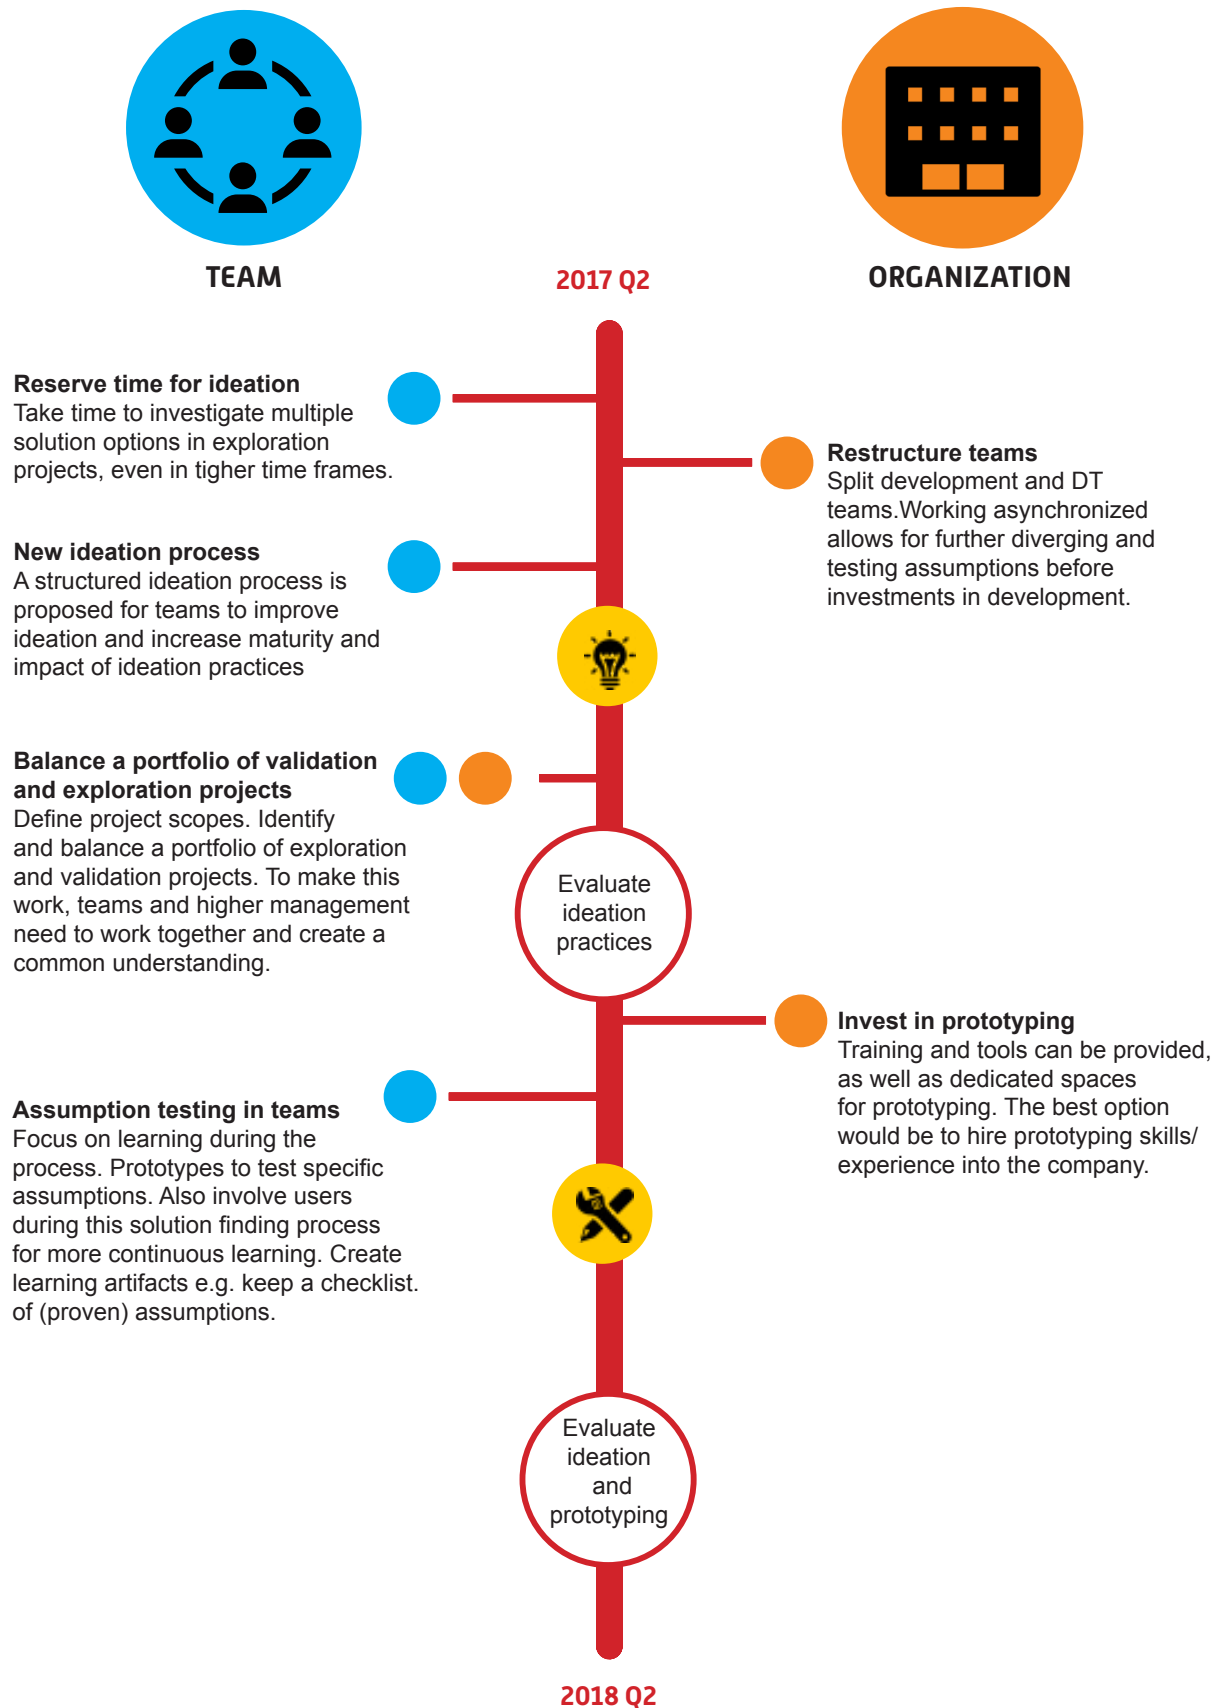 TEAM
2017 Q2
ORGANIZATION
Reserve time for ideation
Take time to investigate multiple
solution options in exploration
projects, even in tigher time frames.
Restructure teams
Split development and DT
teams.Working asynchronized
allows for further diverging and
testing assumptions before
investments in development.
New ideation process
A structured ideation process is
proposed for teams to improve
ideation and increase maturity and
impact of ideation practices
Balance a portfolio of validation
and exploration projects
Define project scopes. Identify
and balance a portfolio of exploration
and validation projects. To make this
work, teams and higher management
need to work together and create a
common understanding.
Evaluate
ideation
practices
Invest in prototyping
Training and tools can be provided,
as well as dedicated spaces
for prototyping. The best option
would be to hire prototyping skills/
experience into the company.
Assumption testing in teams
Focus on learning during the
process. Prototypes to test specific
assumptions. Also involve users
during this solution finding process
for more continuous learning. Create
learning artifacts e.g. keep a checklist.
of (proven) assumptions.
Evaluate
ideation
and
prototyping
2018 Q2